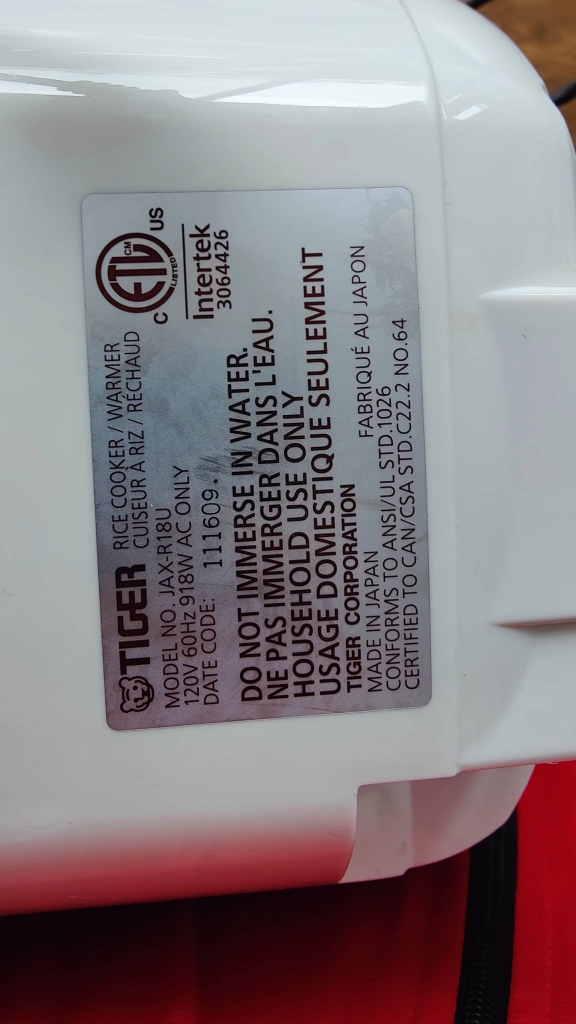 TIGER RICE COOKER / WARMER
CUISEUR À RIZ / RÉCHAUD
MODEL NO. JAX-R18U
120V 60Hz 918W AC ONLY
DATE CODE: 111609.
C ETL CM LISTED US
Intertek
3064426
DO NOT IMMERSE IN WATER.
NE PAS IMMERGER DANS L'EAU.
HOUSEHOLD USE ONLY
USAGE DOMESTIQUE SEULEMENT
TIGER CORPORATION
MADE IN JAPAN FABRIQUÉ AU JAPON
CONFORMS TO ANSI/UL STD.1026
CERTIFIED TO CAN/CSA STD.C22.2 NO.64